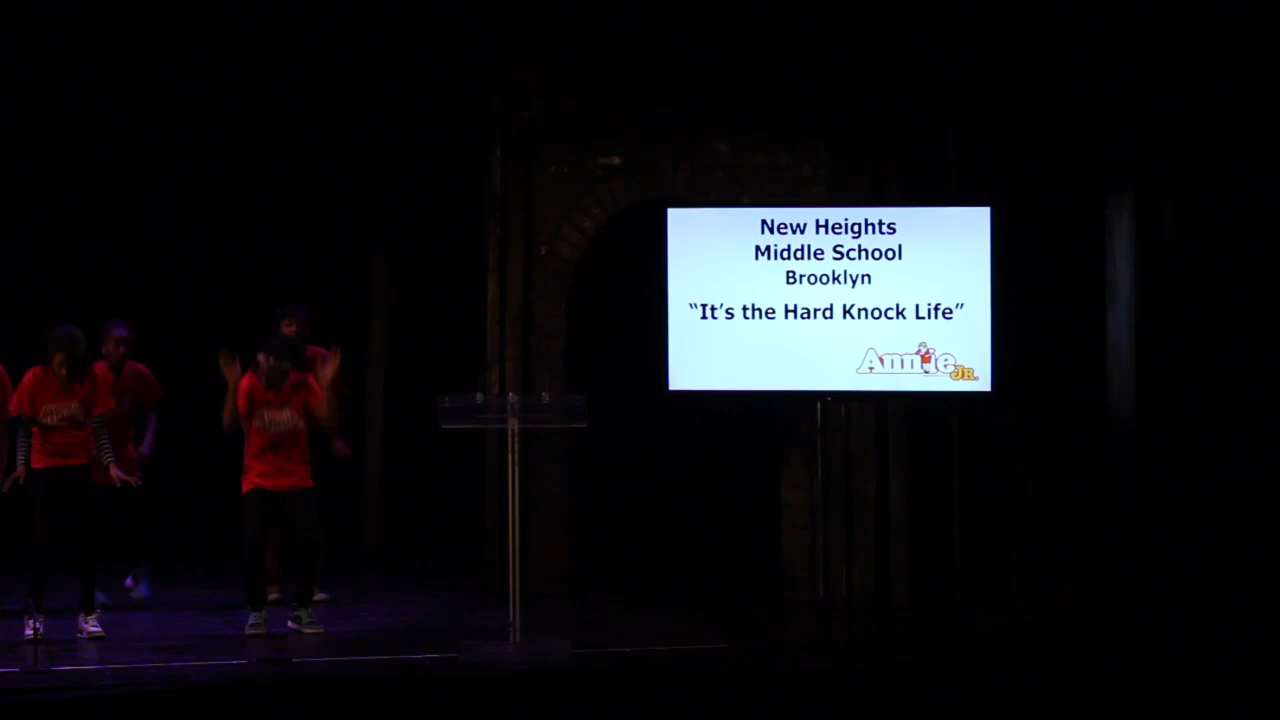 New Heights
Middle School
Brooklyn
“It’s the Hard Knock Life”
Annie JR.